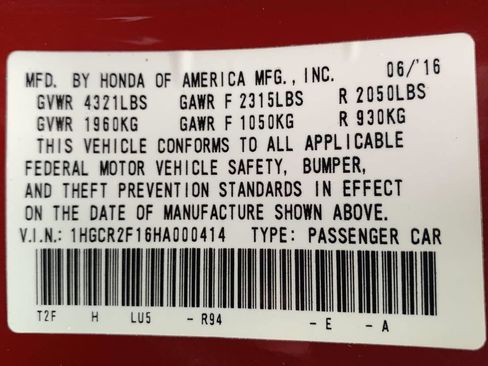 MFD. BY HONDA OF AMERICA MFG., INC. 06/'16
GVWR 4321LBS GAWR F 2315LBS R 2050LBS
GVWR 1960KG GAWR F 1050KG R 930KG
THIS VEHICLE CONFORMS TO ALL APPLICABLE
FEDERAL MOTOR VEHICLE SAFETY, BUMPER,
AND THEFT PREVENTION STANDARDS IN EFFECT
ON THE DATE OF MANUFACTURE SHOWN ABOVE.
V.I.N.: 1HGCR2F16HA000414 TYPE: PASSENGER CAR
T2F H LU5 - R94 - E - A